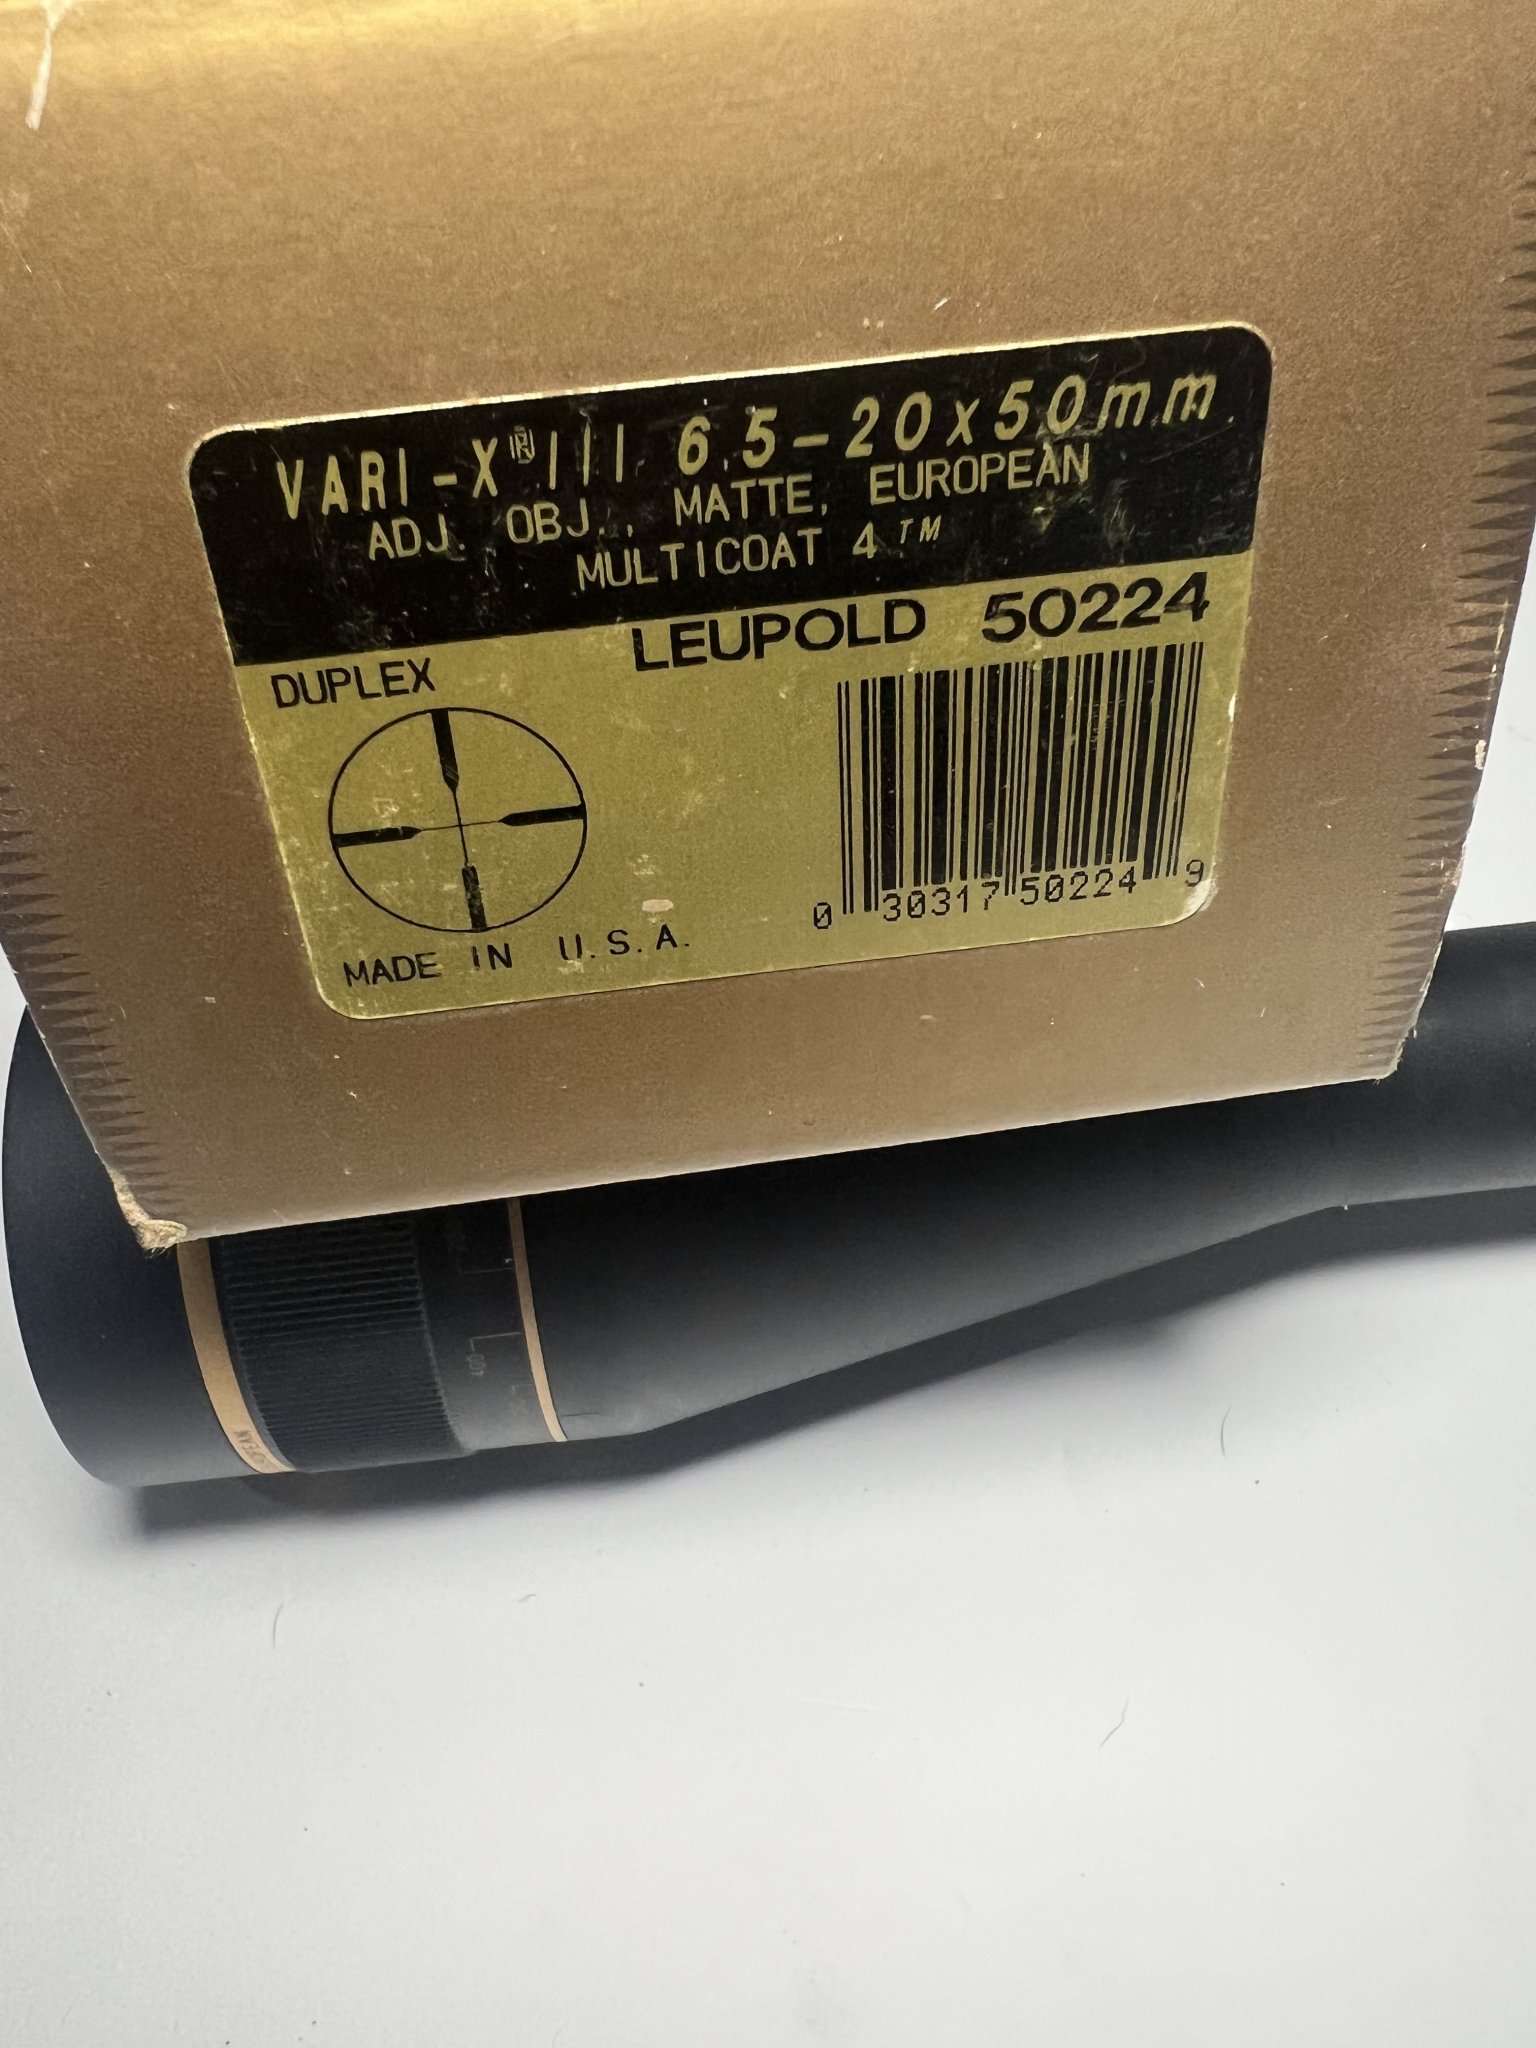 VARI-X® III 6.5-20x50mm
ADJ. OBJ., MATTE, EUROPEAN
MULTICOAT 4™
LEUPOLD 50224
DUPLEX
0 30317 50224 9
MADE IN U.S.A.